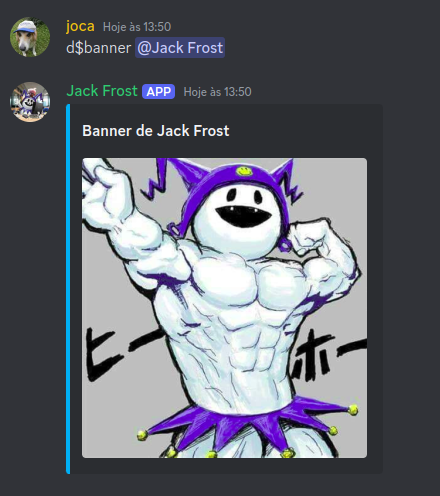 joca Hoje às 13:50
d$banner @Jack Frost
Jack Frost APP Hoje às 13:50
Banner de Jack Frost
ヒー ホー